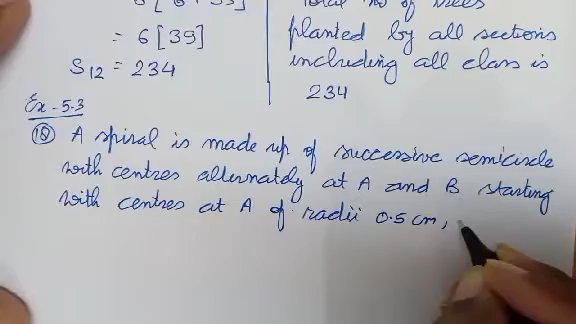 = 6 [39]
S12 = 234
planted by all sections
including all class is
234
Ex - 5.3
18 A spiral is made up of successive semicircle
with centres alternately at A and B starting
with centres at A of radii 0.5 cm,